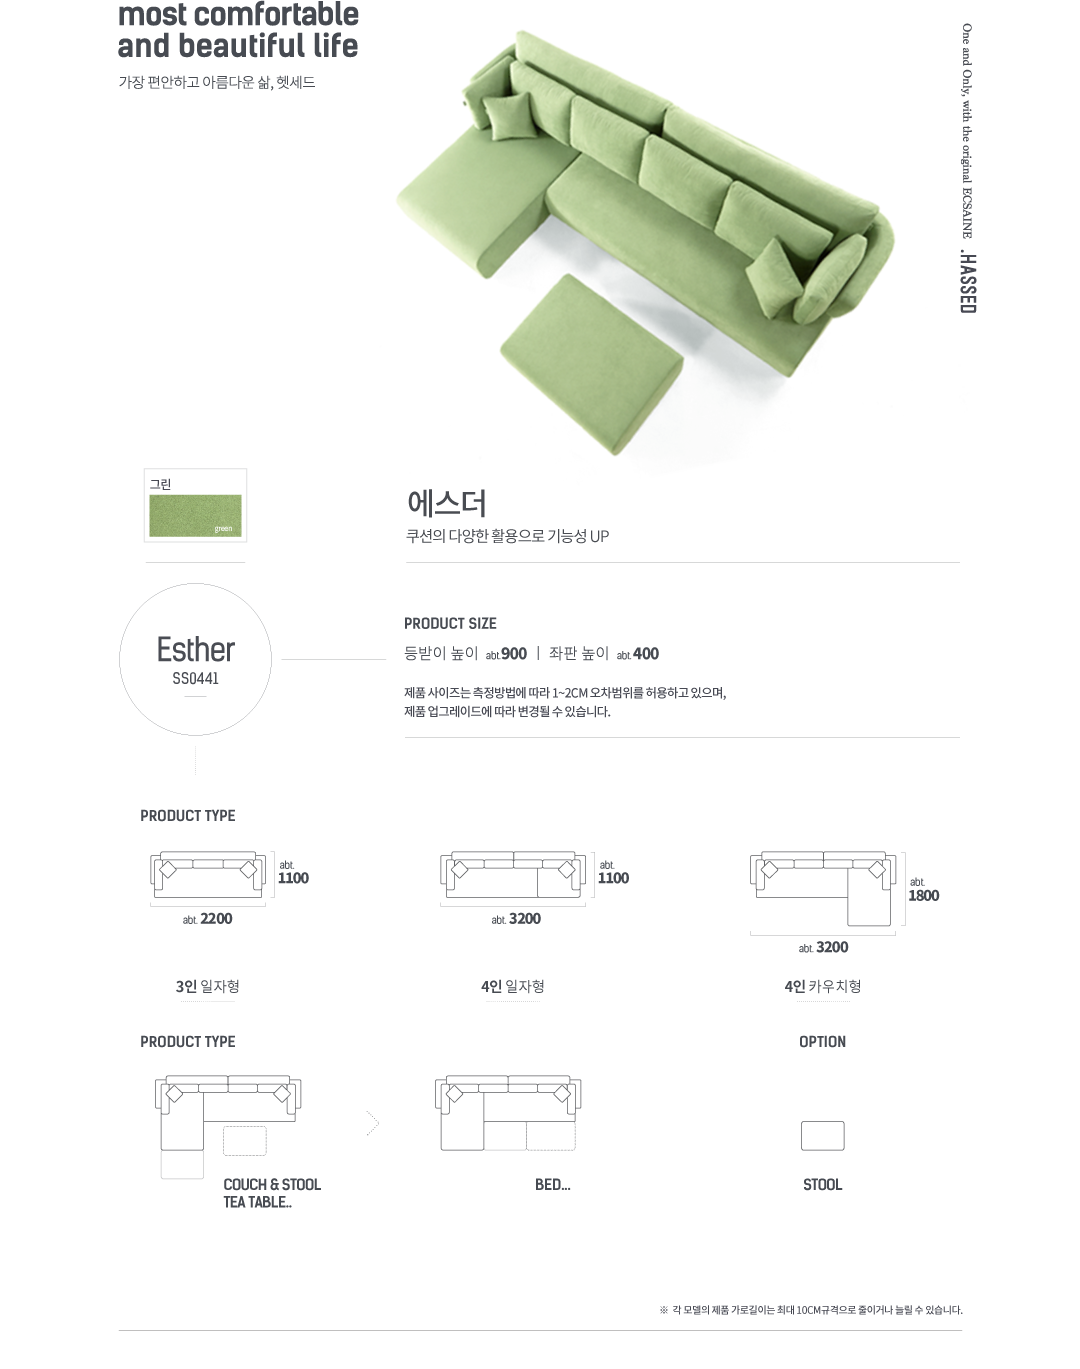 most comfortable
and beautiful life
가장 편안하고 아름다운 삶, 헷세드
One and Only, with the original ECSAINE .HASSED
그린
green
에스더
쿠션의 다양한 활용으로 기능성 UP
Esther
SS0441
PRODUCT SIZE
등받이 높이 abt.900 | 좌판 높이 abt.400
제품 사이즈는 측정방법에 따라 1~2CM 오차범위를 허용하고 있으며,
제품 업그레이드에 따라 변경될 수 있습니다.
PRODUCT TYPE
abt.
1100
abt. 2200
3인 일자형
abt.
1100
abt. 3200
4인 일자형
abt.
1800
abt. 3200
4인 카우치형
PRODUCT TYPE
OPTION
COUCH & STOOL
TEA TABLE..
BED...
STOOL
※ 각 모델의 제품 가로길이는 최대 10CM규격으로 줄이거나 늘릴 수 있습니다.